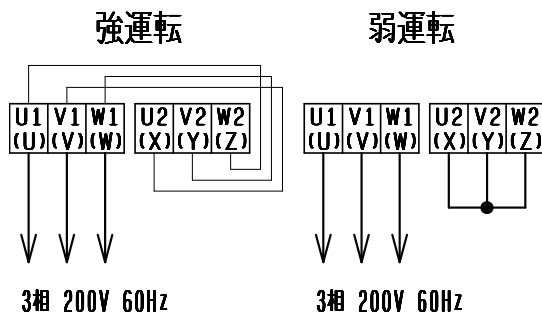 強運転 弱運転
U1 V1 W1 U2 V2 W2 U1 V1 W1 U2 V2 W2
(U) (V) (W) (X) (Y) (Z) (U) (V) (W) (X) (Y) (Z)
3相 200V 60Hz 3相 200V 60Hz